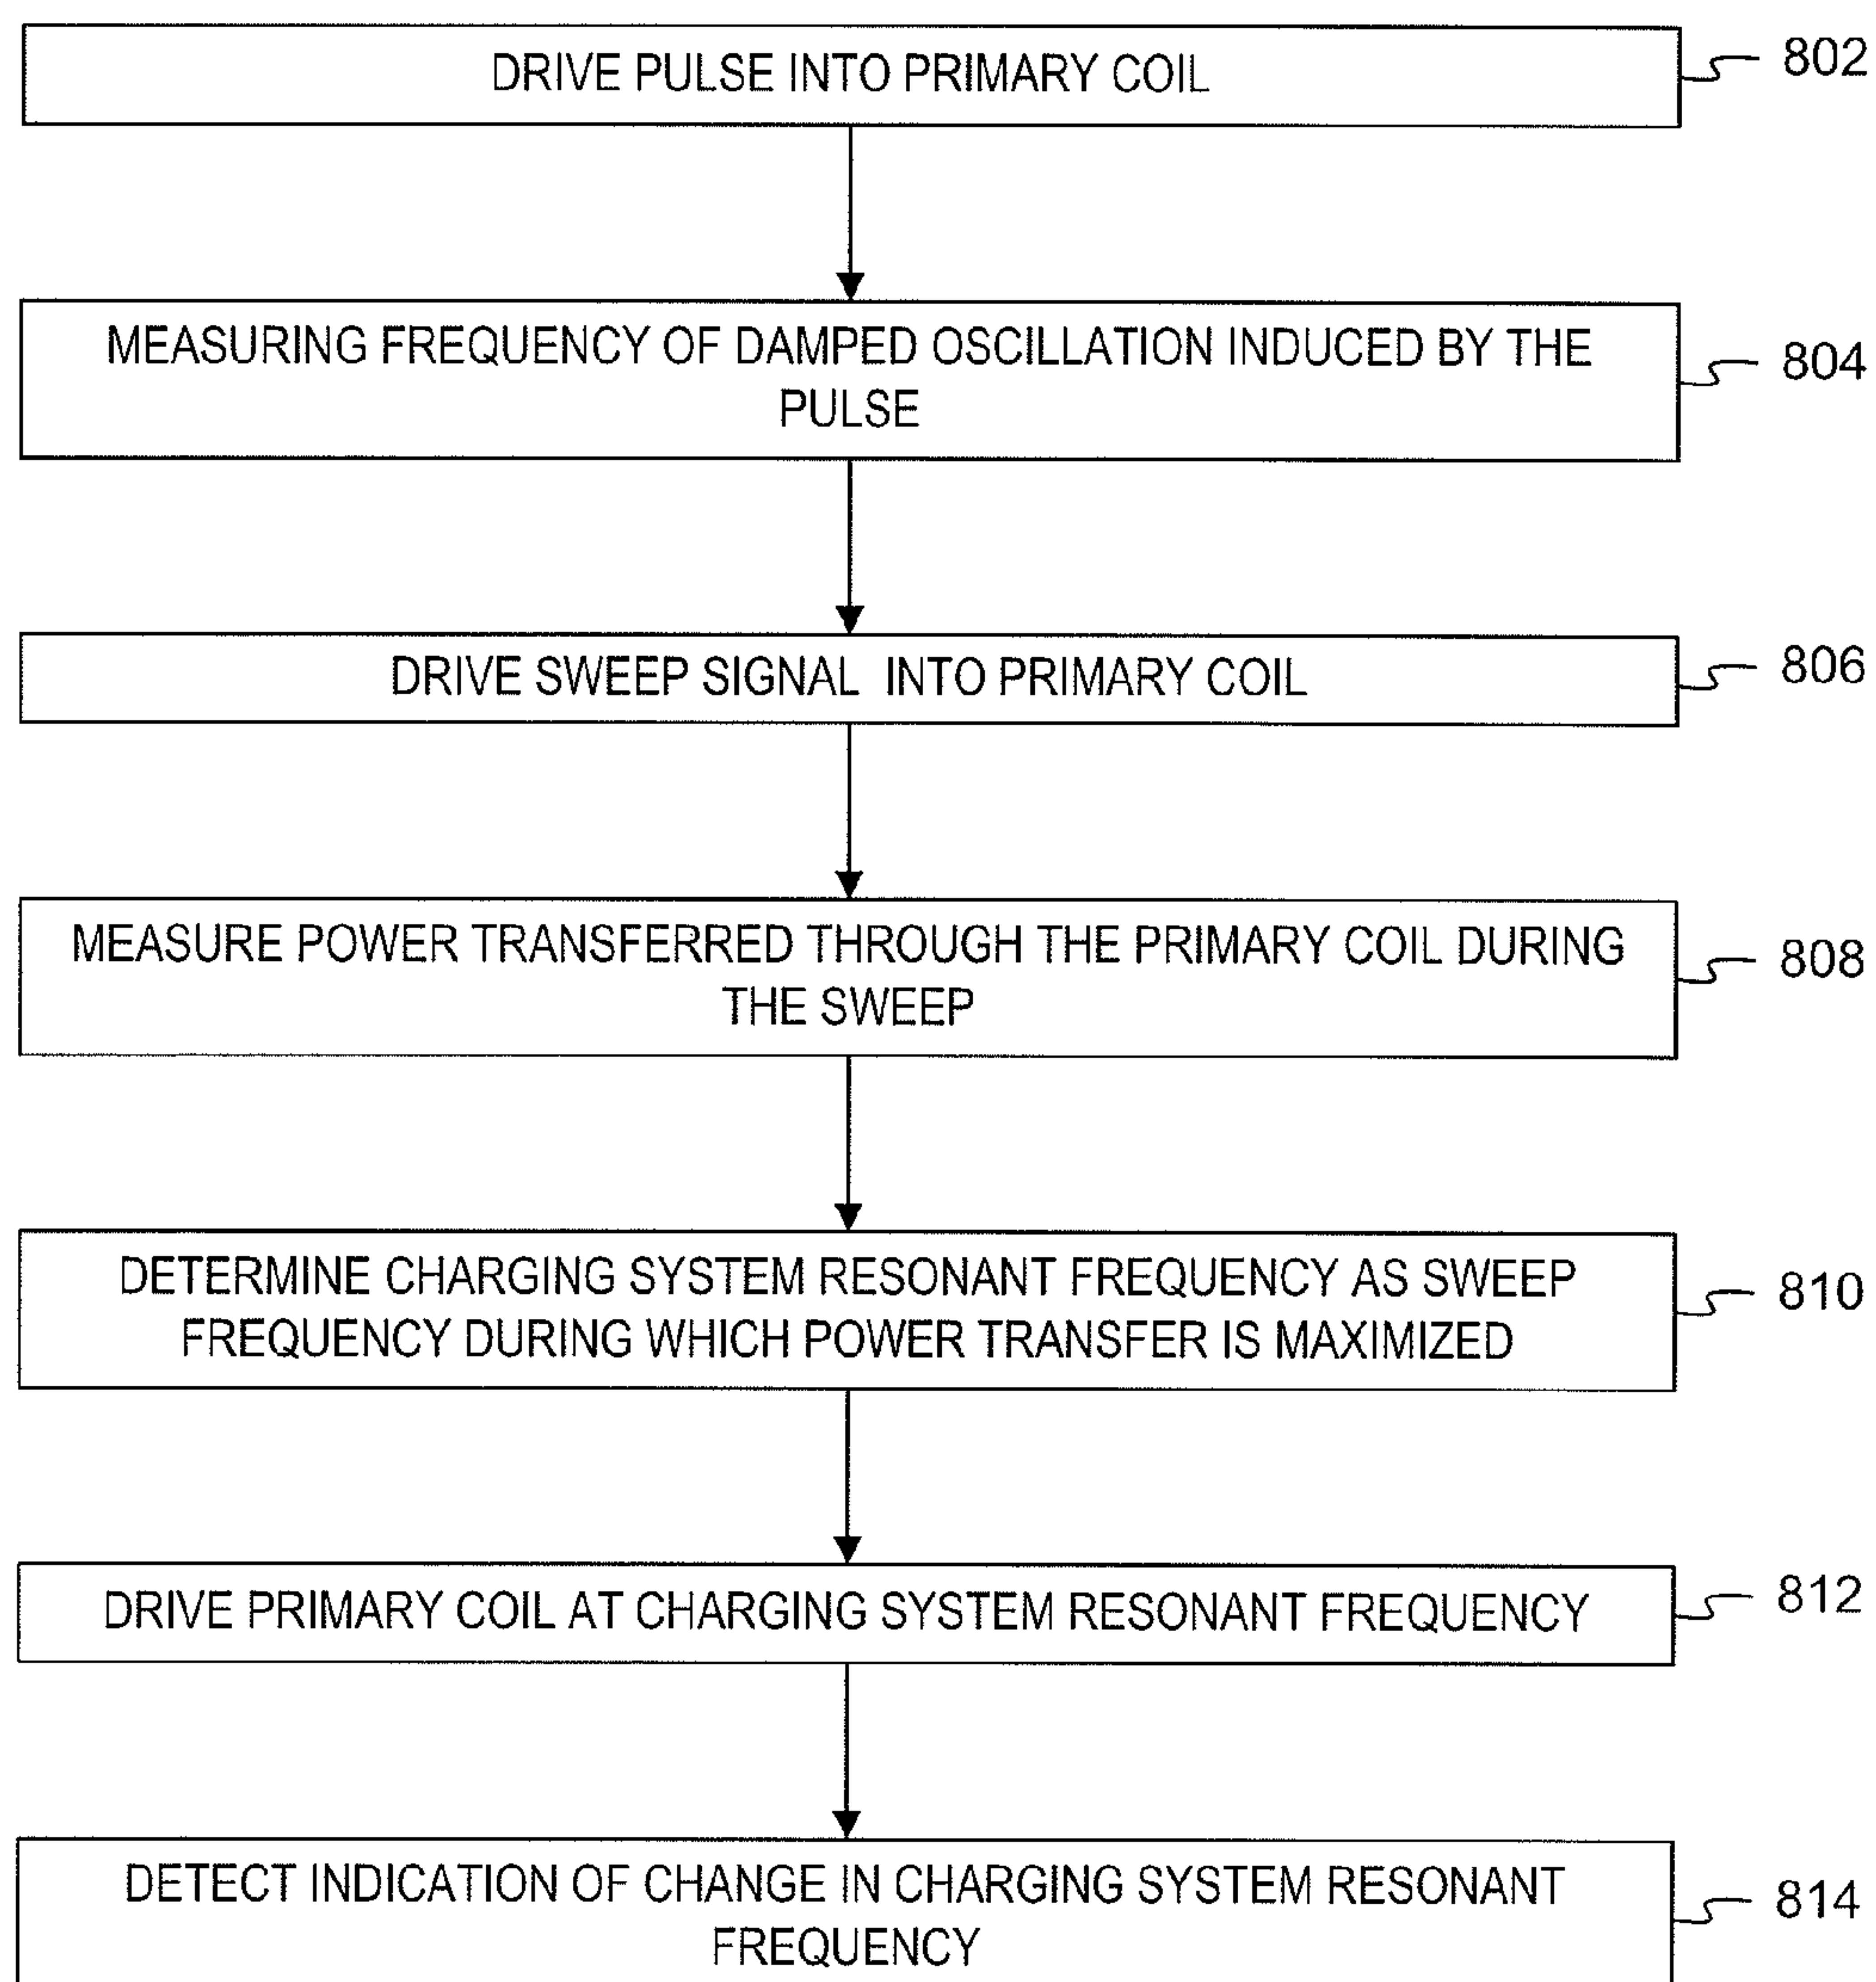 DRIVE PULSE INTO PRIMARY COIL
802
MEASURING FREQUENCY OF DAMPED OSCILLATION INDUCED BY THE
PULSE
804
DRIVE SWEEP SIGNAL INTO PRIMARY COIL
806
MEASURE POWER TRANSFERRED THROUGH THE PRIMARY COIL DURING
THE SWEEP
808
DETERMINE CHARGING SYSTEM RESONANT FREQUENCY AS SWEEP
FREQUENCY DURING WHICH POWER TRANSFER IS MAXIMIZED
810
DRIVE PRIMARY COIL AT CHARGING SYSTEM RESONANT FREQUENCY
812
DETECT INDICATION OF CHANGE IN CHARGING SYSTEM RESONANT
FREQUENCY
814